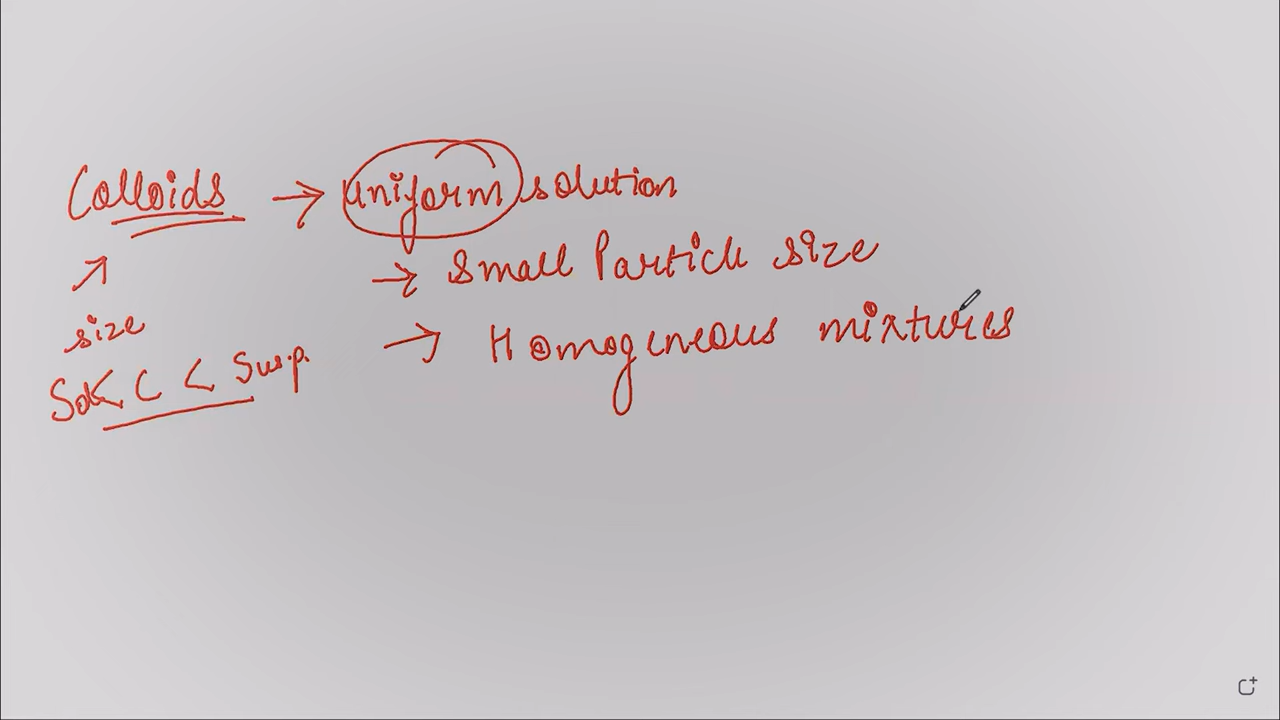 Colloids → uniform solution
→ Small Particle size
→ Homogeneous mixtures
size
Sol< C < Susp.